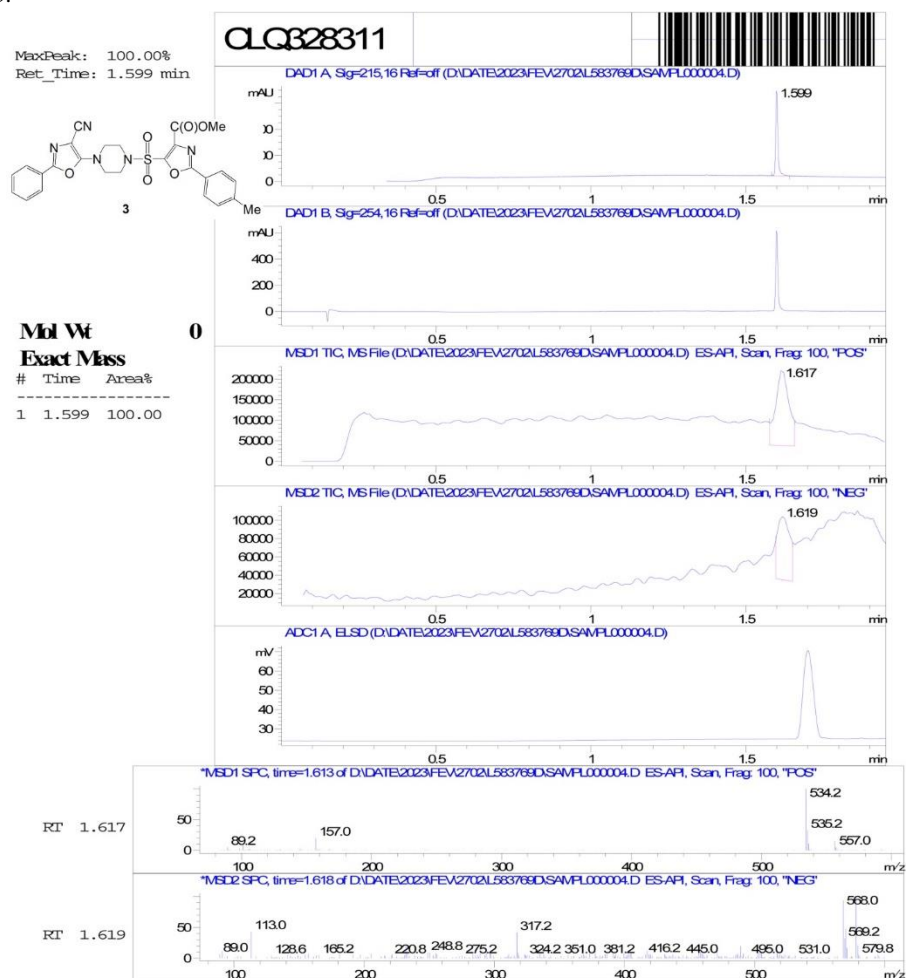 CLQ328311
MaxPeak: 100.00%
Ret_Time: 1.599 min
DAD1 A, Sig=215,16 Ref=off (D:\DATE\2023\FEV\2702\L583769D\SAMPL000004.D)
mAU
1.599
0
0.5 1 1.5 min
CN
N
O
N
N
S
O
O
C(O)OMe
N
O
Me
3
DAD1 B, Sig=254,16 Ref=off (D:\DATE\2023\FEV\2702\L583769D\SAMPL000004.D)
mAU
400
200
0
0.5 1 1.5 min
Mol Wt 0
Exact Mass
# Time Area%
-----------------
1 1.599 100.00
MSD1 TIC, MS File (D:\DATE\2023\FEV\2702\L583769D\SAMPL000004.D) ES-API, Scan, Frag: 100, "POS"
1.617
200000
150000
100000
50000
0
0.5 1 1.5 min
MSD2 TIC, MS File (D:\DATE\2023\FEV\2702\L583769D\SAMPL000004.D) ES-API, Scan, Frag: 100, "NEG"
1.619
100000
80000
60000
40000
20000
0.5 1 1.5 min
ADC1 A, ELSD (D:\DATE\2023\FEV\2702\L583769D\SAMPL000004.D)
mV
60
50
40
30
0.5 1 1.5 min
*MSD1 SPC, time=1.613 of D:\DATE\2023\FEV\2702\L583769D\SAMPL000004.D ES-API, Scan, Frag: 100, "POS"
534.2
RT 1.617
50
535.2
157.0
89.2
557.0
0
100 200 300 400 500 m/z
*MSD2 SPC, time=1.618 of D:\DATE\2023\FEV\2702\L583769D\SAMPL000004.D ES-API, Scan, Frag: 100, "NEG"
568.0
RT 1.619
50
113.0 317.2
569.2
89.0 128.6 165.2 220.8 248.8 275.2 324.2 351.0 381.2 416.2 445.0 495.0 531.0 579.8
0
100 200 300 400 500 m/z